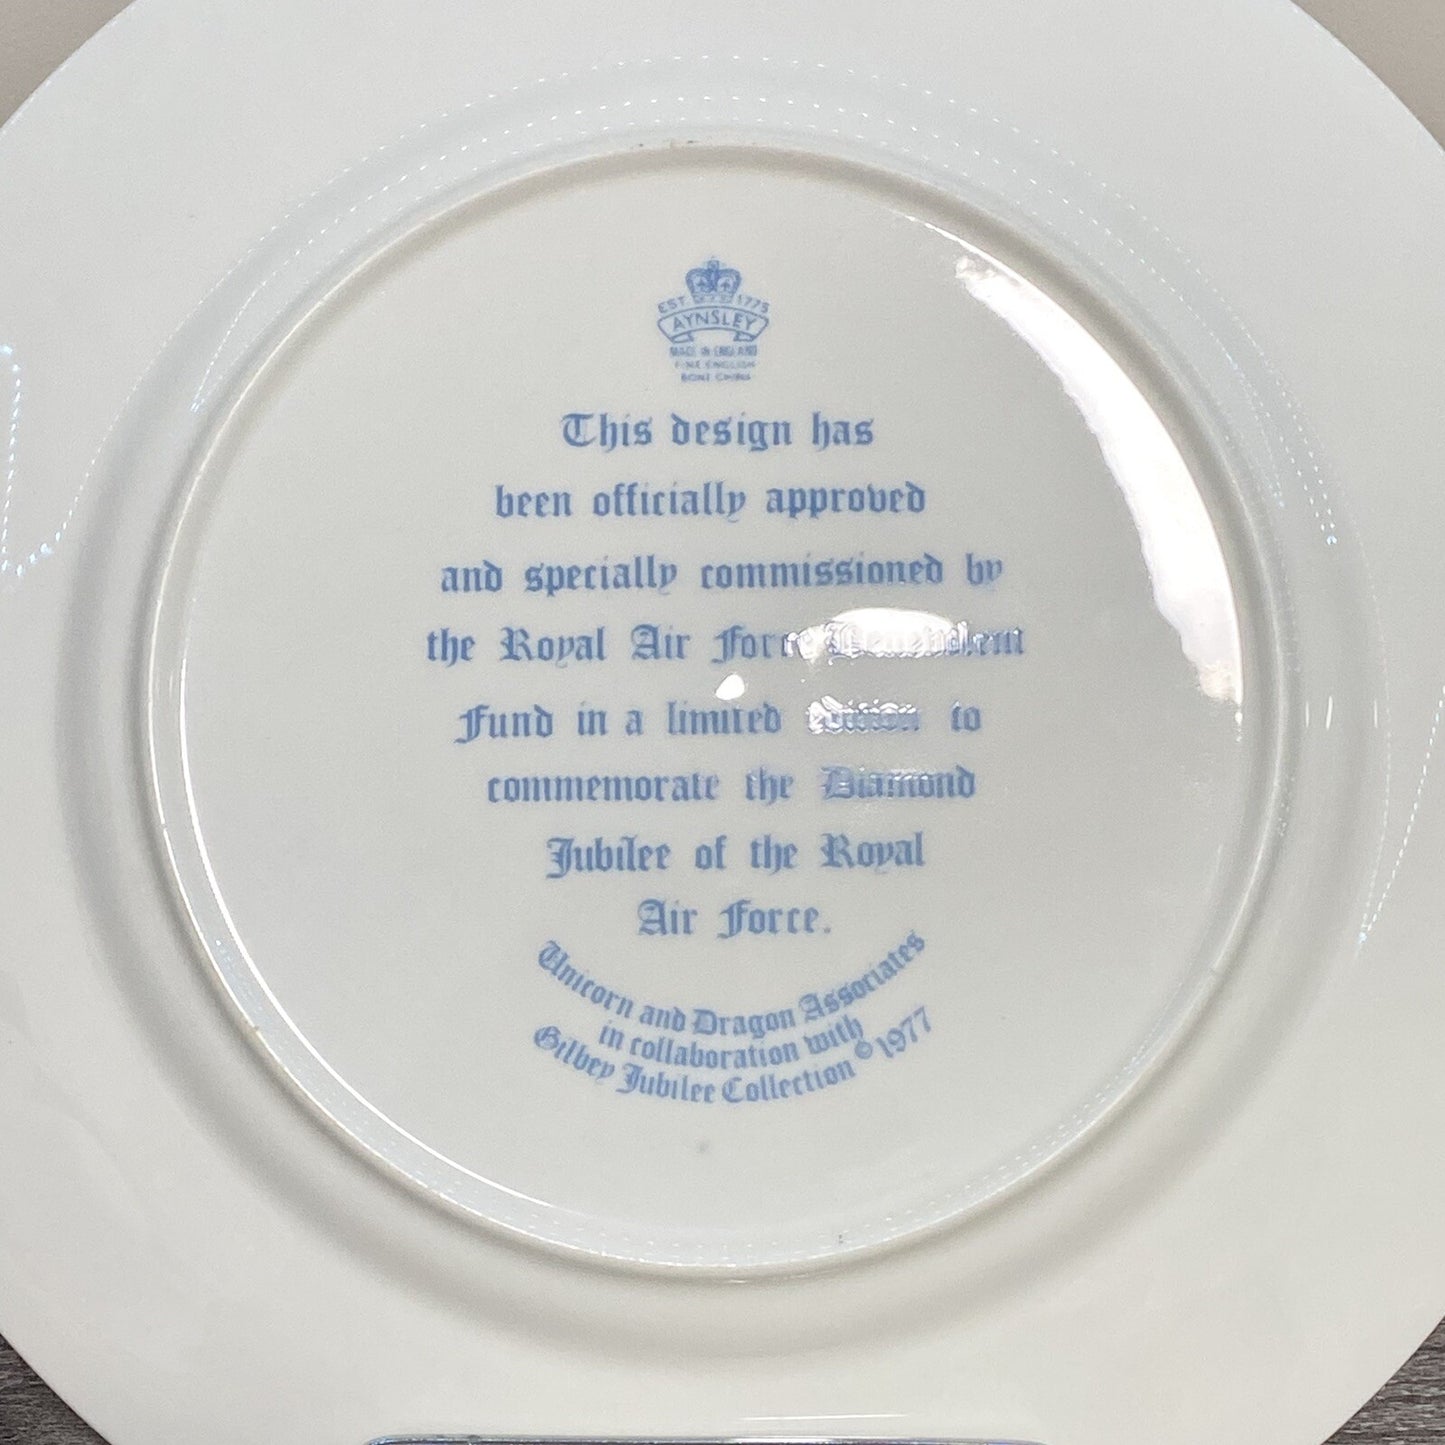 EST 1775
AYNSLEY
MADE IN ENGLAND
FINE ENGLISH
BONE CHINA
This design has
been officially approved
and specially commissioned by
the Royal Air Force Benevolent
Fund in a limited edition to
commemorate the Diamond
Jubilee of the Royal
Air Force.
Unicorn and Dragon Associates
in collaboration with
Gilbey Jubilee Collection © 1977